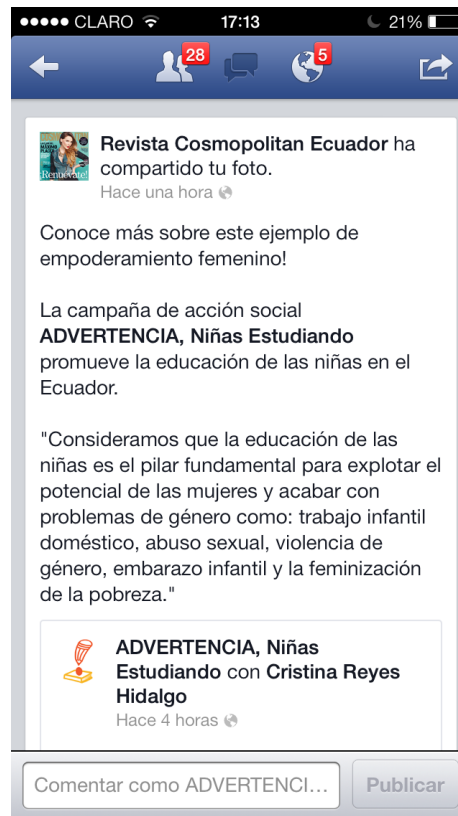 CLARO 17:13 21%
28 5
Revista Cosmopolitan Ecuador ha
compartido tu foto.
Hace una hora
Renuévate!
Conoce más sobre este ejemplo de
empoderamiento femenino!
La campaña de acción social
ADVERTENCIA, Niñas Estudiando
promueve la educación de las niñas en el
Ecuador.
"Consideramos que la educación de las
niñas es el pilar fundamental para explotar el
potencial de las mujeres y acabar con
problemas de género como: trabajo infantil
doméstico, abuso sexual, violencia de
género, embarazo infantil y la feminización
de la pobreza."
ADVERTENCIA, Niñas
Estudiando con Cristina Reyes
Hidalgo
Hace 4 horas
Comentar como ADVERTENCI... Publicar